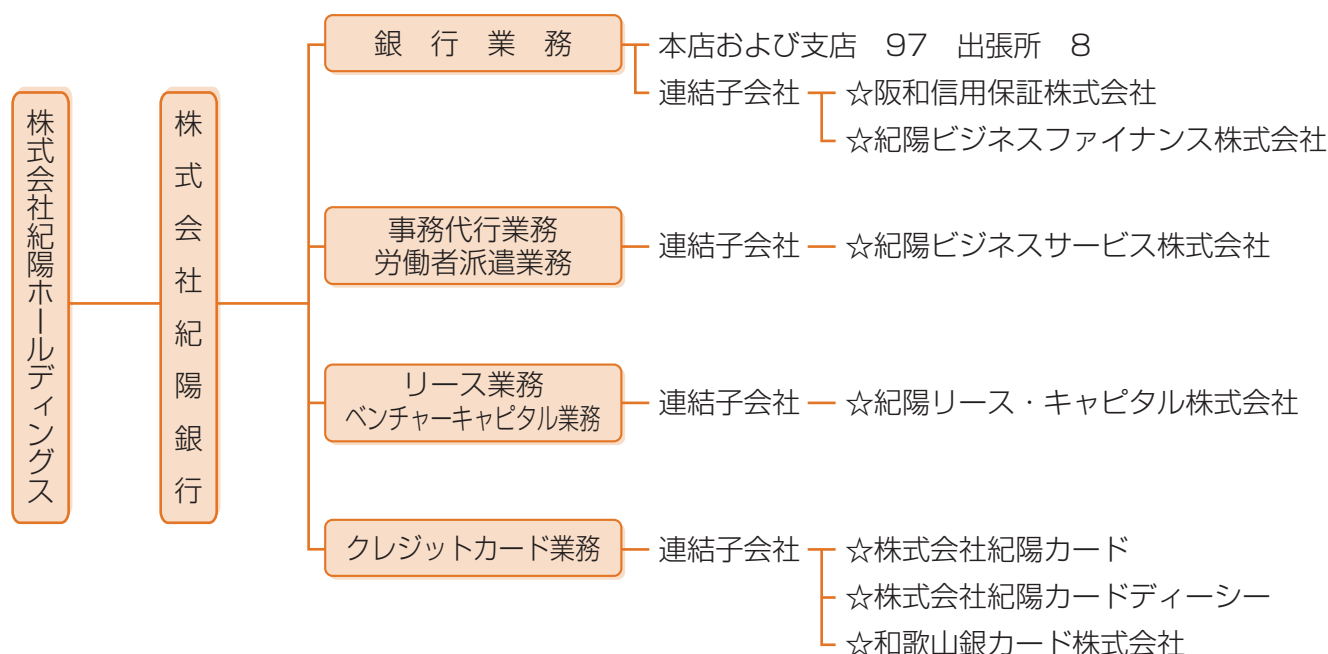 株式会社紀陽ホールディングス
株式会社紀陽銀行
銀行業務
本店および支店 97 出張所 8
連結子会社
☆阪和信用保証株式会社
☆紀陽ビジネスファイナンス株式会社
事務代行業務
労働者派遣業務
連結子会社
☆紀陽ビジネスサービス株式会社
リース業務
ベンチャーキャピタル業務
連結子会社
☆紀陽リース・キャピタル株式会社
クレジットカード業務
連結子会社
☆株式会社紀陽カード
☆株式会社紀陽カードディーシー
☆和歌山銀カード株式会社